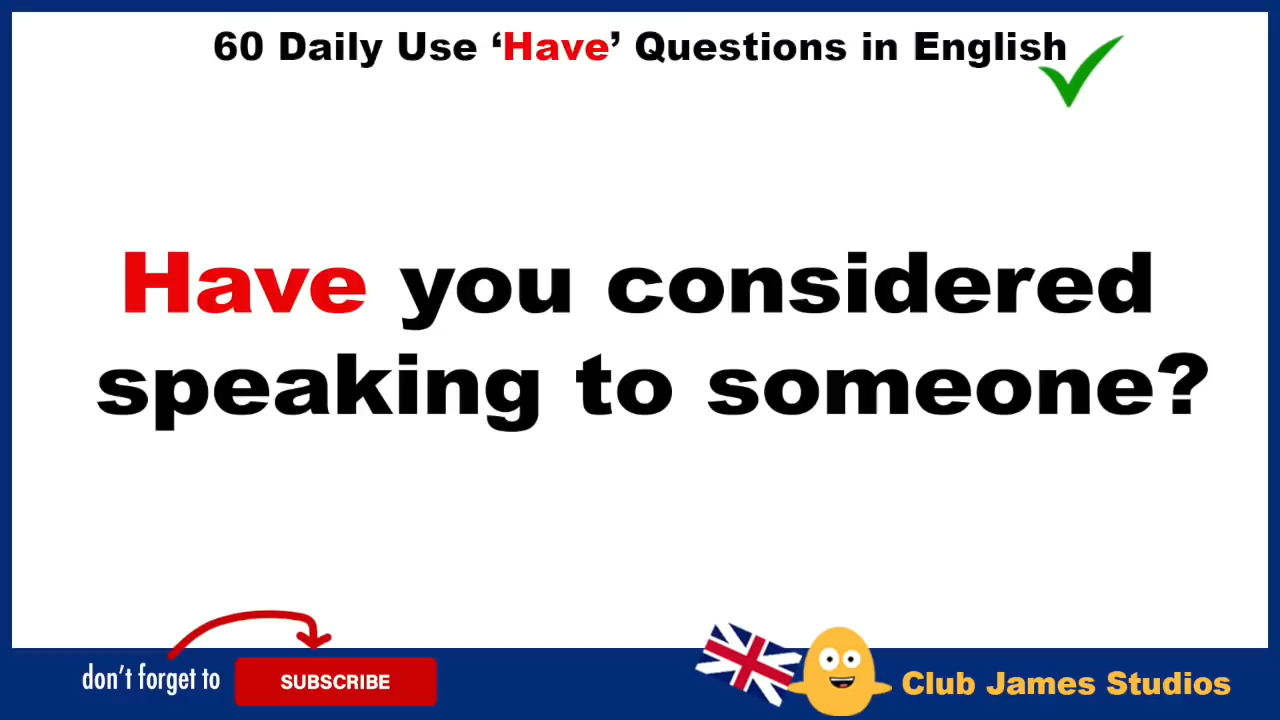 60 Daily Use ‘Have’ Questions in English
Have you considered
speaking to someone?
don't forget to
SUBSCRIBE
Club James Studios